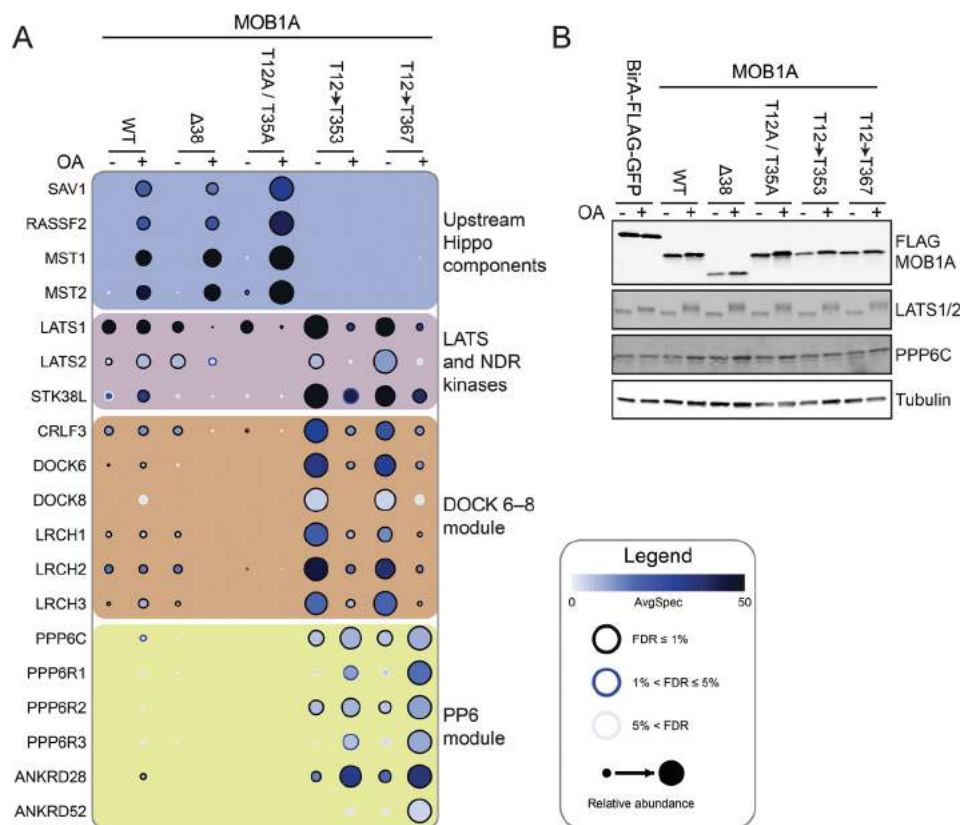 A
MOB1A
WT
Δ38
T12A / T35A
T12➔T353
T12➔T367
OA - + - + - + - + - +
SAV1
RASSF2
MST1
MST2
Upstream
Hippo
components
LATS1
LATS2
STK38L
LATS
and NDR
kinases
CRLF3
DOCK6
DOCK8
LRCH1
LRCH2
LRCH3
DOCK 6–8
module
PPP6C
PPP6R1
PPP6R2
PPP6R3
ANKRD28
ANKRD52
PP6
module
B
BirA-FLAG-GFP
MOB1A
WT
Δ38
T12A / T35A
T12➔T353
T12➔T367
OA - + - + - + - + - + - +
FLAG
MOB1A
LATS1/2
PPP6C
Tubulin
Legend
0 AvgSpec 50
FDR ≤ 1%
1% < FDR ≤ 5%
5% < FDR
Relative abundance